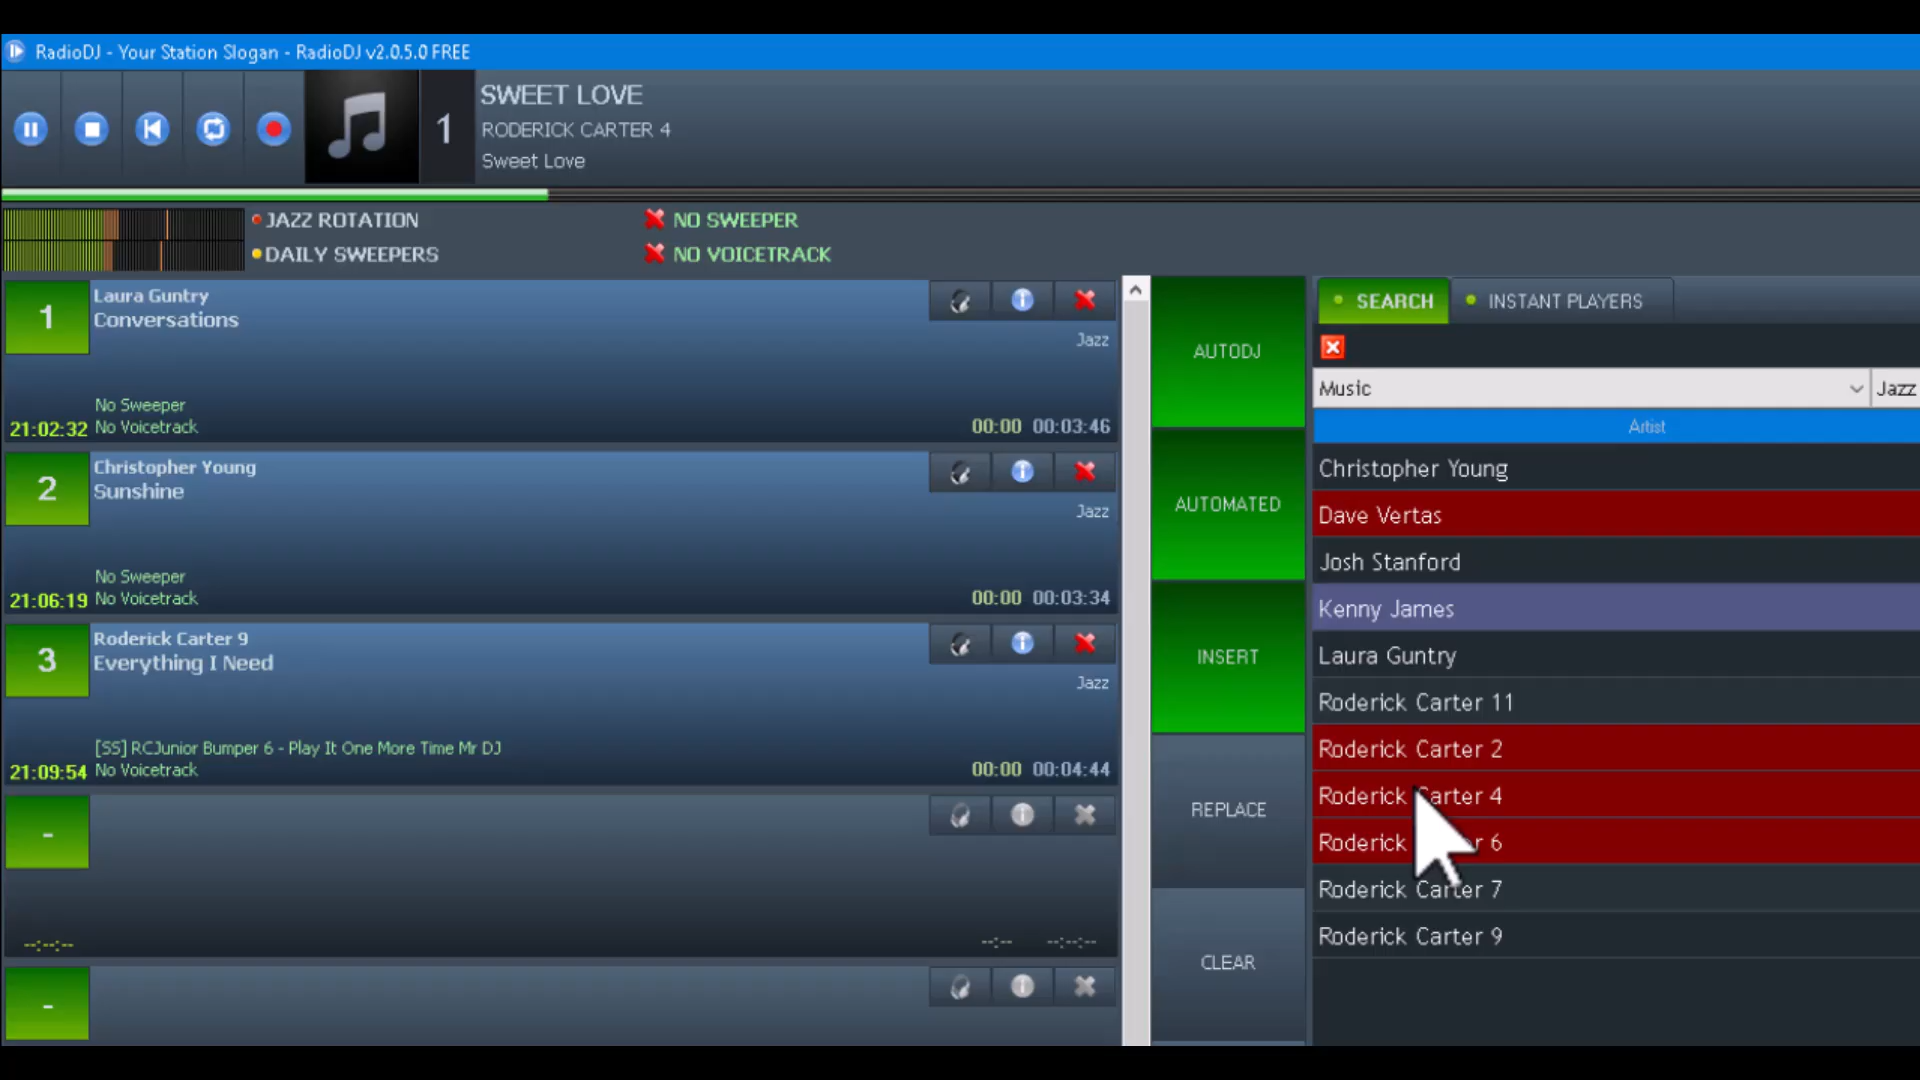 RadioDJ - Your Station Slogan - RadioDJ v2.0.5.0 FREE
1
SWEET LOVE
RODERICK CARTER 4
Sweet Love
JAZZ ROTATION
NO SWEEPER
DAILY SWEEPERS
NO VOICETRACK
1
Laura Guntry
Conversations
Jazz
No Sweeper
21:02:32 No Voicetrack
00:00 00:03:46
2
Christopher Young
Sunshine
Jazz
No Sweeper
21:06:19 No Voicetrack
00:00 00:03:34
3
Roderick Carter 9
Everything I Need
Jazz
[SS] RCJunior Bumper 6 - Play It One More Time Mr DJ
21:09:54 No Voicetrack
00:00 00:04:44
-
--:--:--
--:-- --:--:--
-
AUTODJ
AUTOMATED
INSERT
REPLACE
CLEAR
SEARCH
INSTANT PLAYERS
Music
Jazz
Artist
Christopher Young
Dave Vertas
Josh Stanford
Kenny James
Laura Guntry
Roderick Carter 11
Roderick Carter 2
Roderick Carter 4
Roderick Carter 6
Roderick Carter 7
Roderick Carter 9